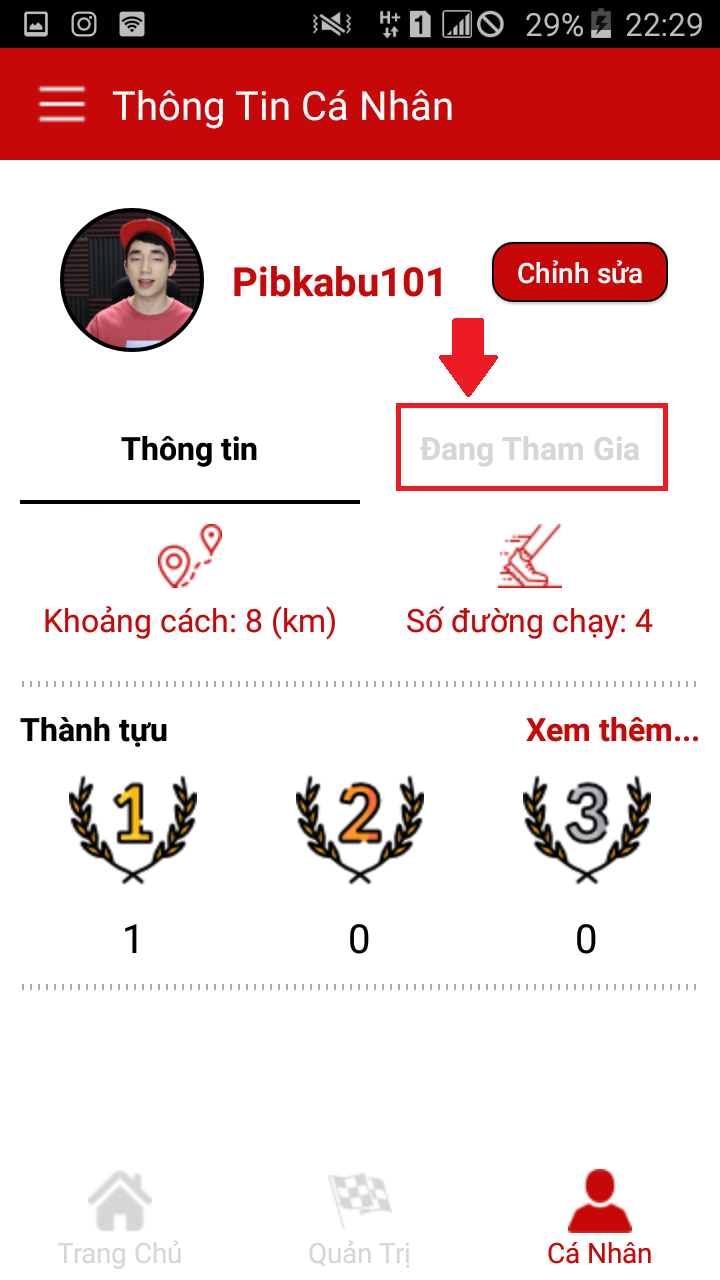 29% 22:29
Thông Tin Cá Nhân
Pibkabu101
Chỉnh sửa
Thông tin
Đang Tham Gia
Khoảng cách: 8 (km)
Số đường chạy: 4
Thành tựu
Xem thêm...
1 2 3
1 0 0
Trang Chủ
Quản Trị
Cá Nhân